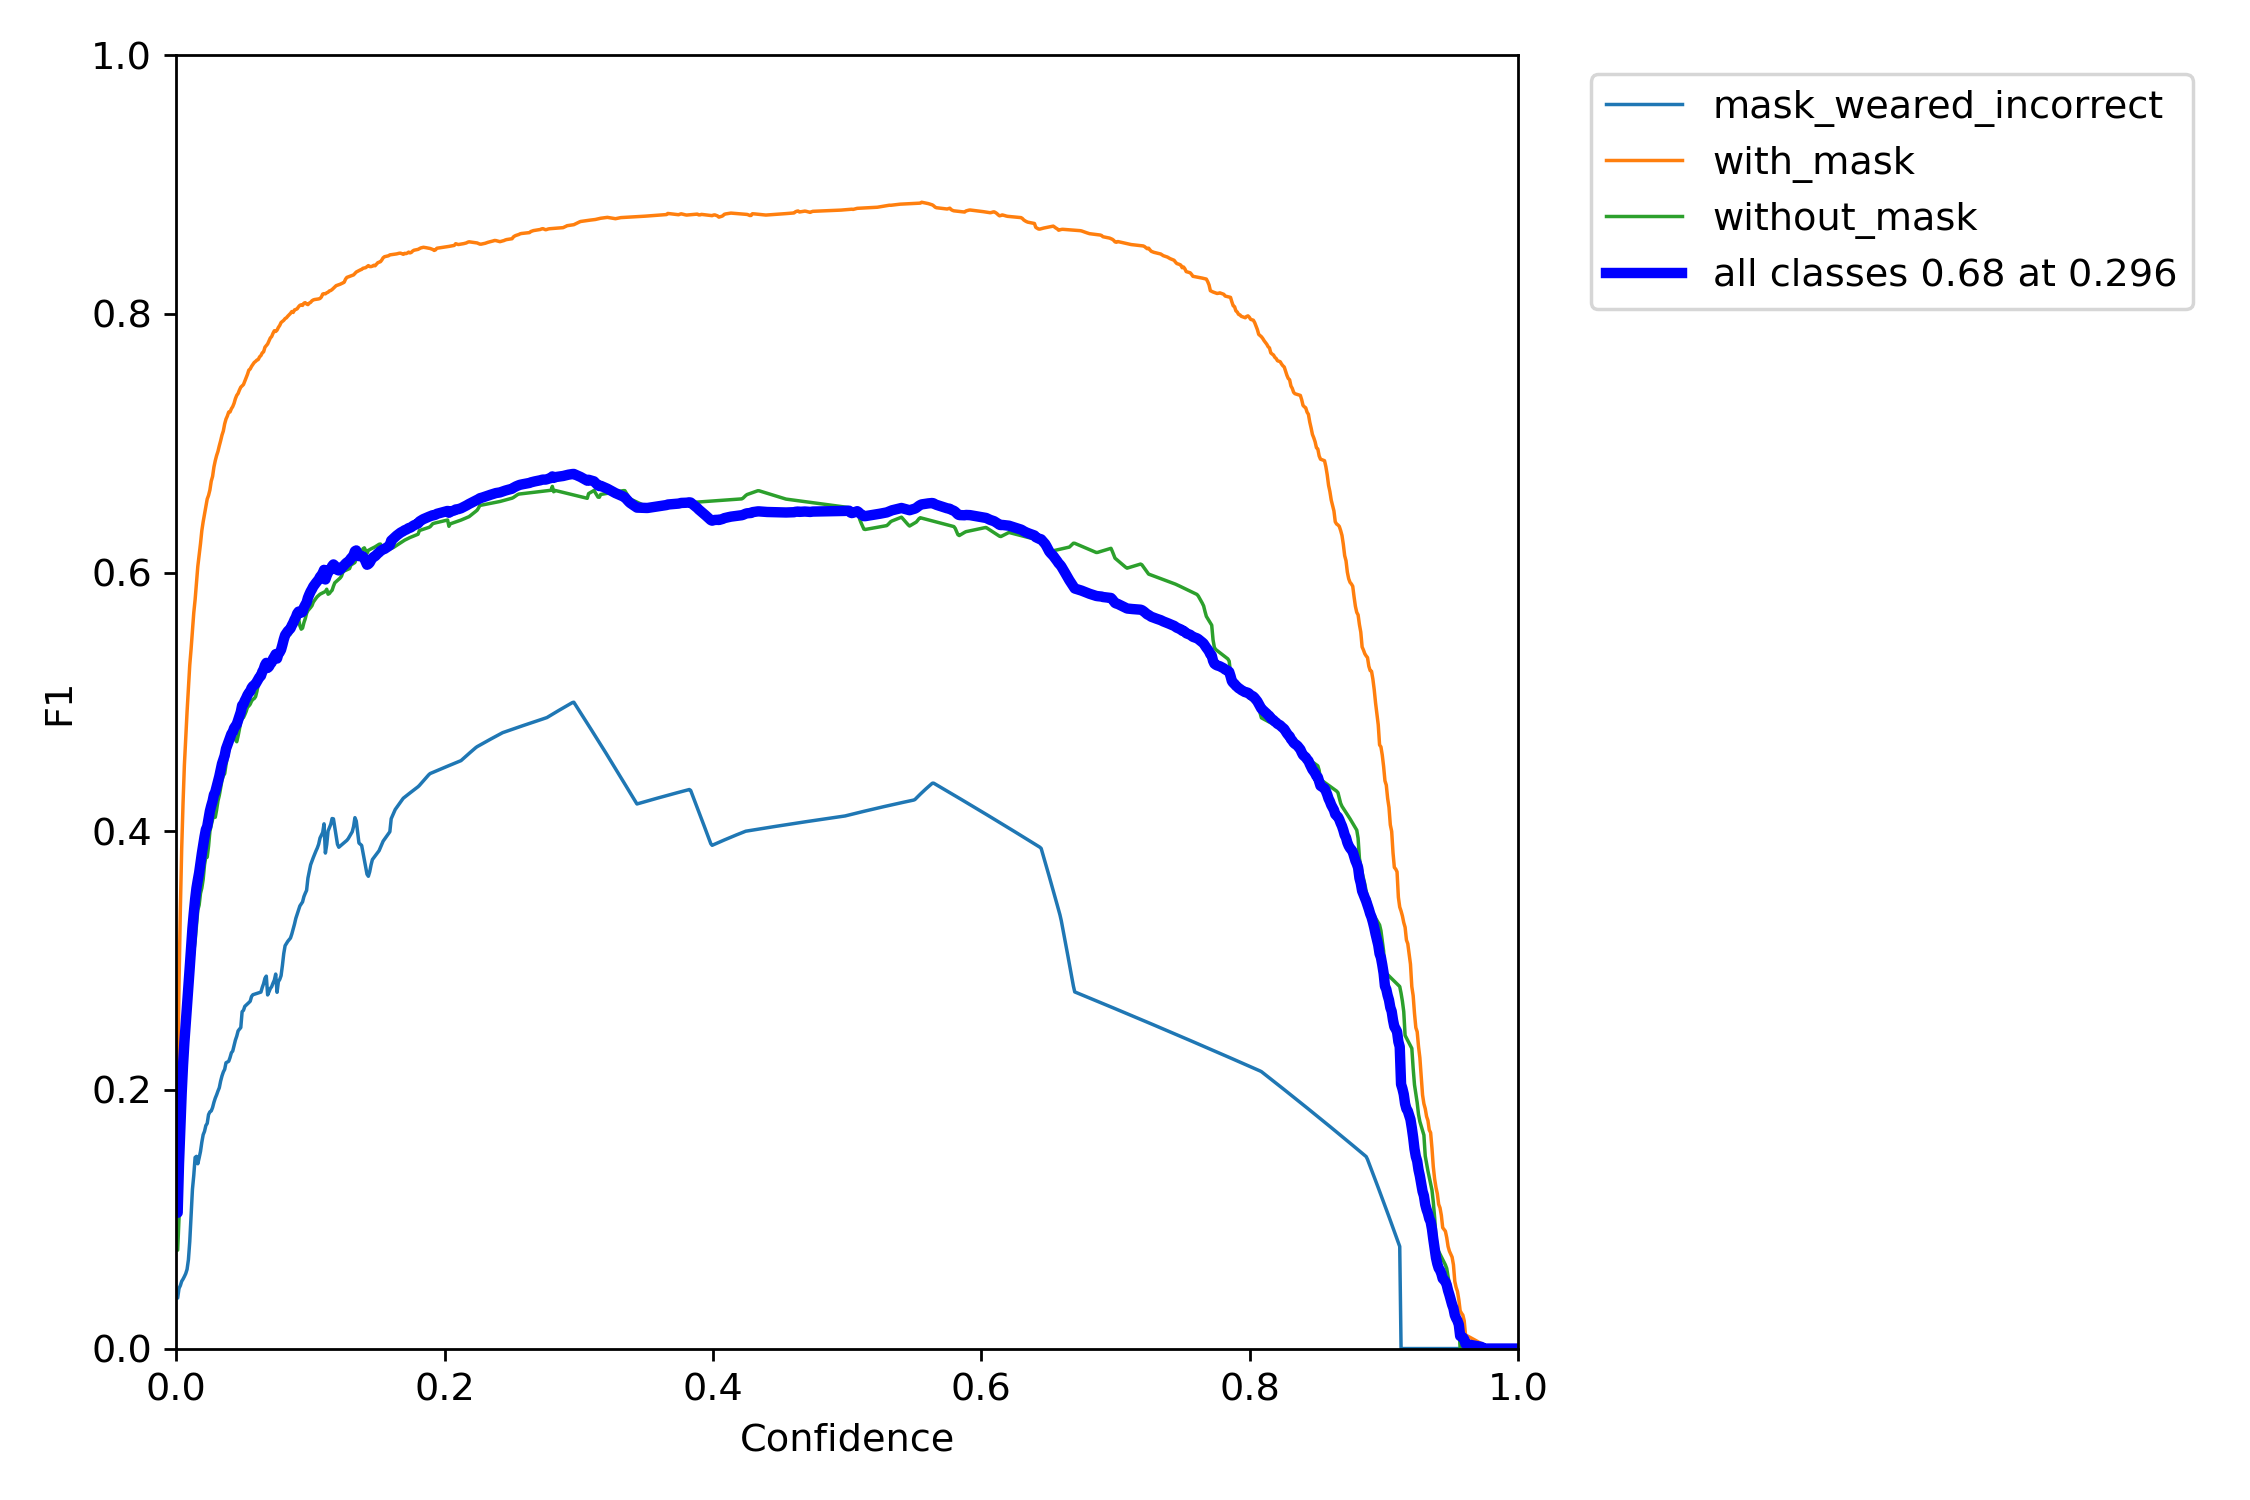 1.0
0.8
0.6
0.4
0.2
0.0
F1
0.0 0.2 0.4 0.6 0.8 1.0
Confidence
mask_weared_incorrect
with_mask
without_mask
all classes 0.68 at 0.296